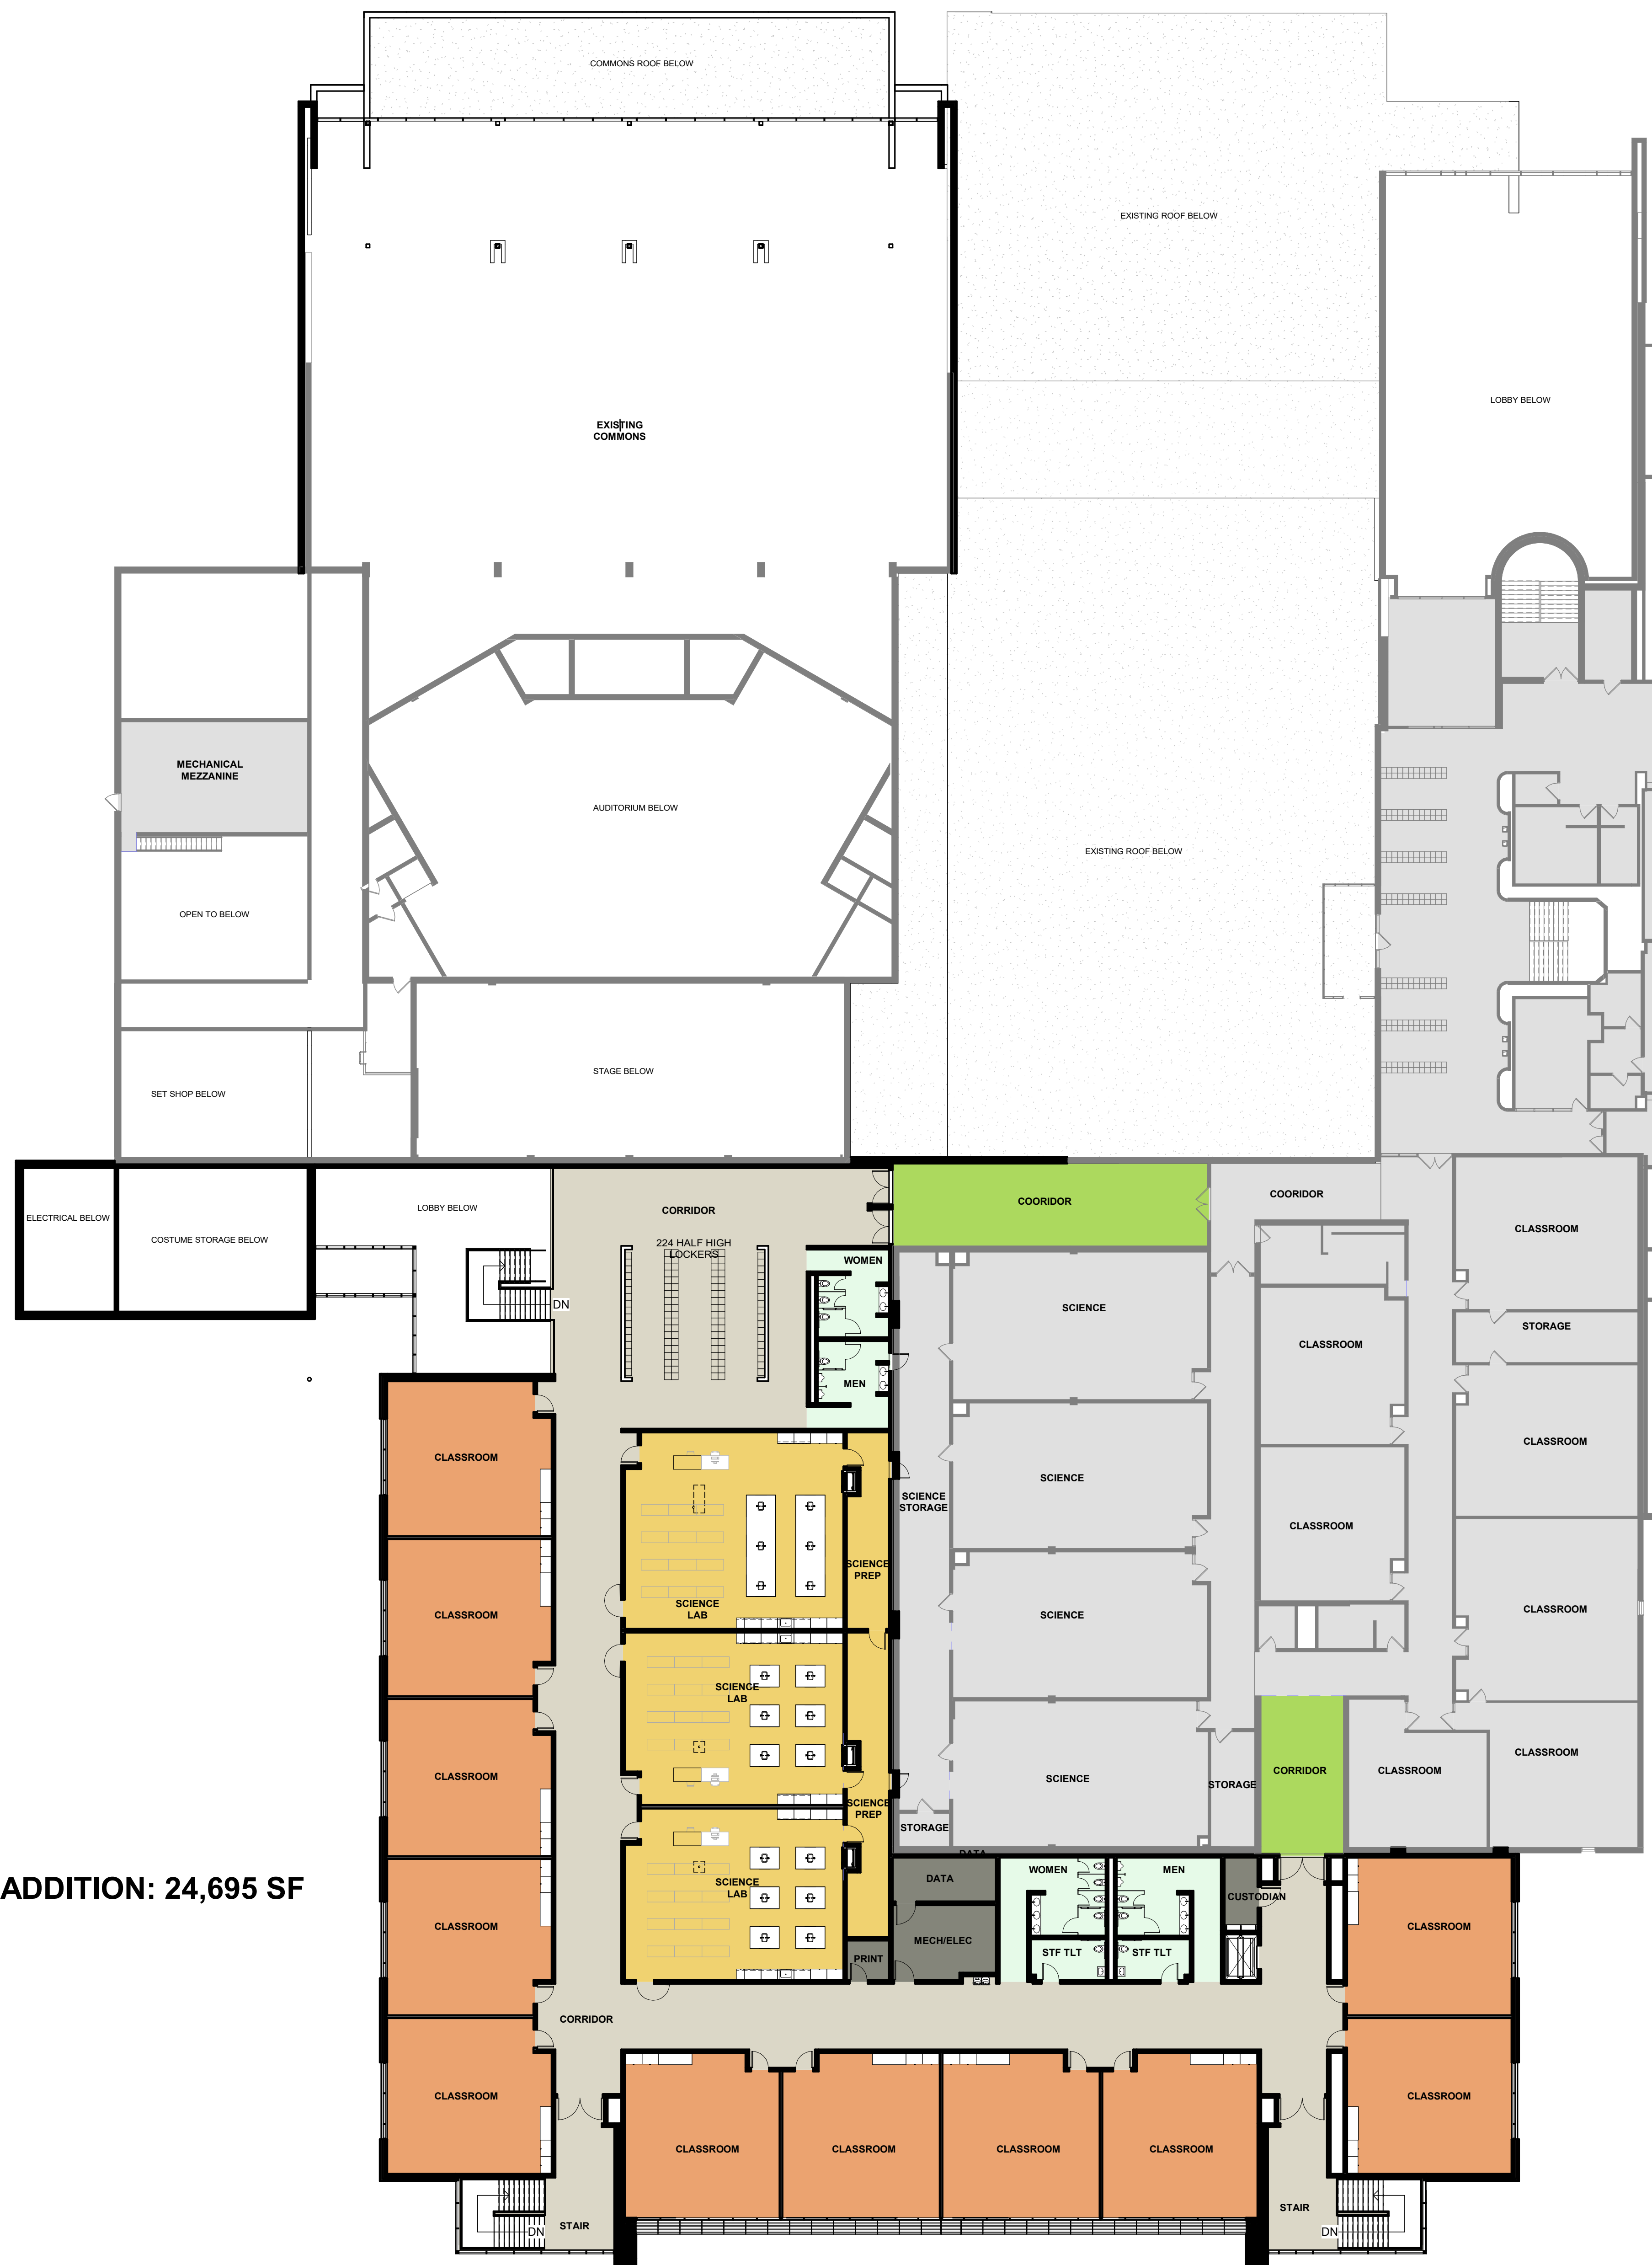 COMMONS ROOF BELOW
EXISTING ROOF BELOW
LOBBY BELOW
EXISTING
COMMONS
MECHANICAL
MEZZANINE
AUDITORIUM BELOW
EXISTING ROOF BELOW
OPEN TO BELOW
STAGE BELOW
SET SHOP BELOW
ELECTRICAL BELOW
COSTUME STORAGE BELOW
LOBBY BELOW
CORRIDOR
224 HALF HIGH
LOCKERS
COORIDOR
COORIDOR
CLASSROOM
WOMEN
DN
SCIENCE
STORAGE
CLASSROOM
MEN
CLASSROOM
CLASSROOM
SCIENCE
SCIENCE
STORAGE
CLASSROOM
SCIENCE
PREP
SCIENCE
LAB
CLASSROOM
SCIENCE
CLASSROOM
SCIENCE
LAB
CLASSROOM
SCIENCE
STORAGE
CORRIDOR
CLASSROOM
CLASSROOM
SCIENCE
PREP
STORAGE
DATA
ADDITION: 24,695 SF
SCIENCE
LAB
DATA
WOMEN
MEN
CUSTODIAN
CLASSROOM
CLASSROOM
MECH/ELEC
PRINT
STF TLT
STF TLT
CORRIDOR
CLASSROOM
CLASSROOM
CLASSROOM
CLASSROOM
CLASSROOM
CLASSROOM
STAIR
DN
STAIR
DN